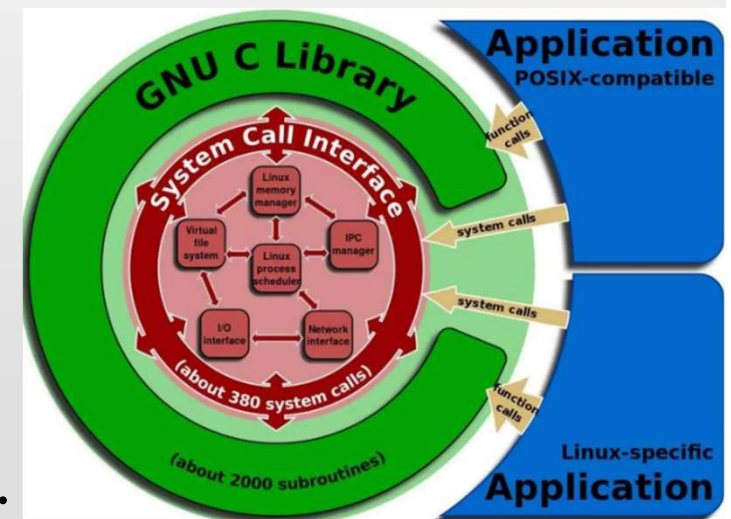 GNU C Library
System Call Interface
Linux
memory
manager
Virtual
file
system
IPC
manager
Linux
process
scheduler
I/O
interface
Network
interface
(about 380 system calls)
(about 2000 subroutines)
Application
POSIX-compatible
function
calls
system calls
system calls
function
calls
Linux-specific
Application